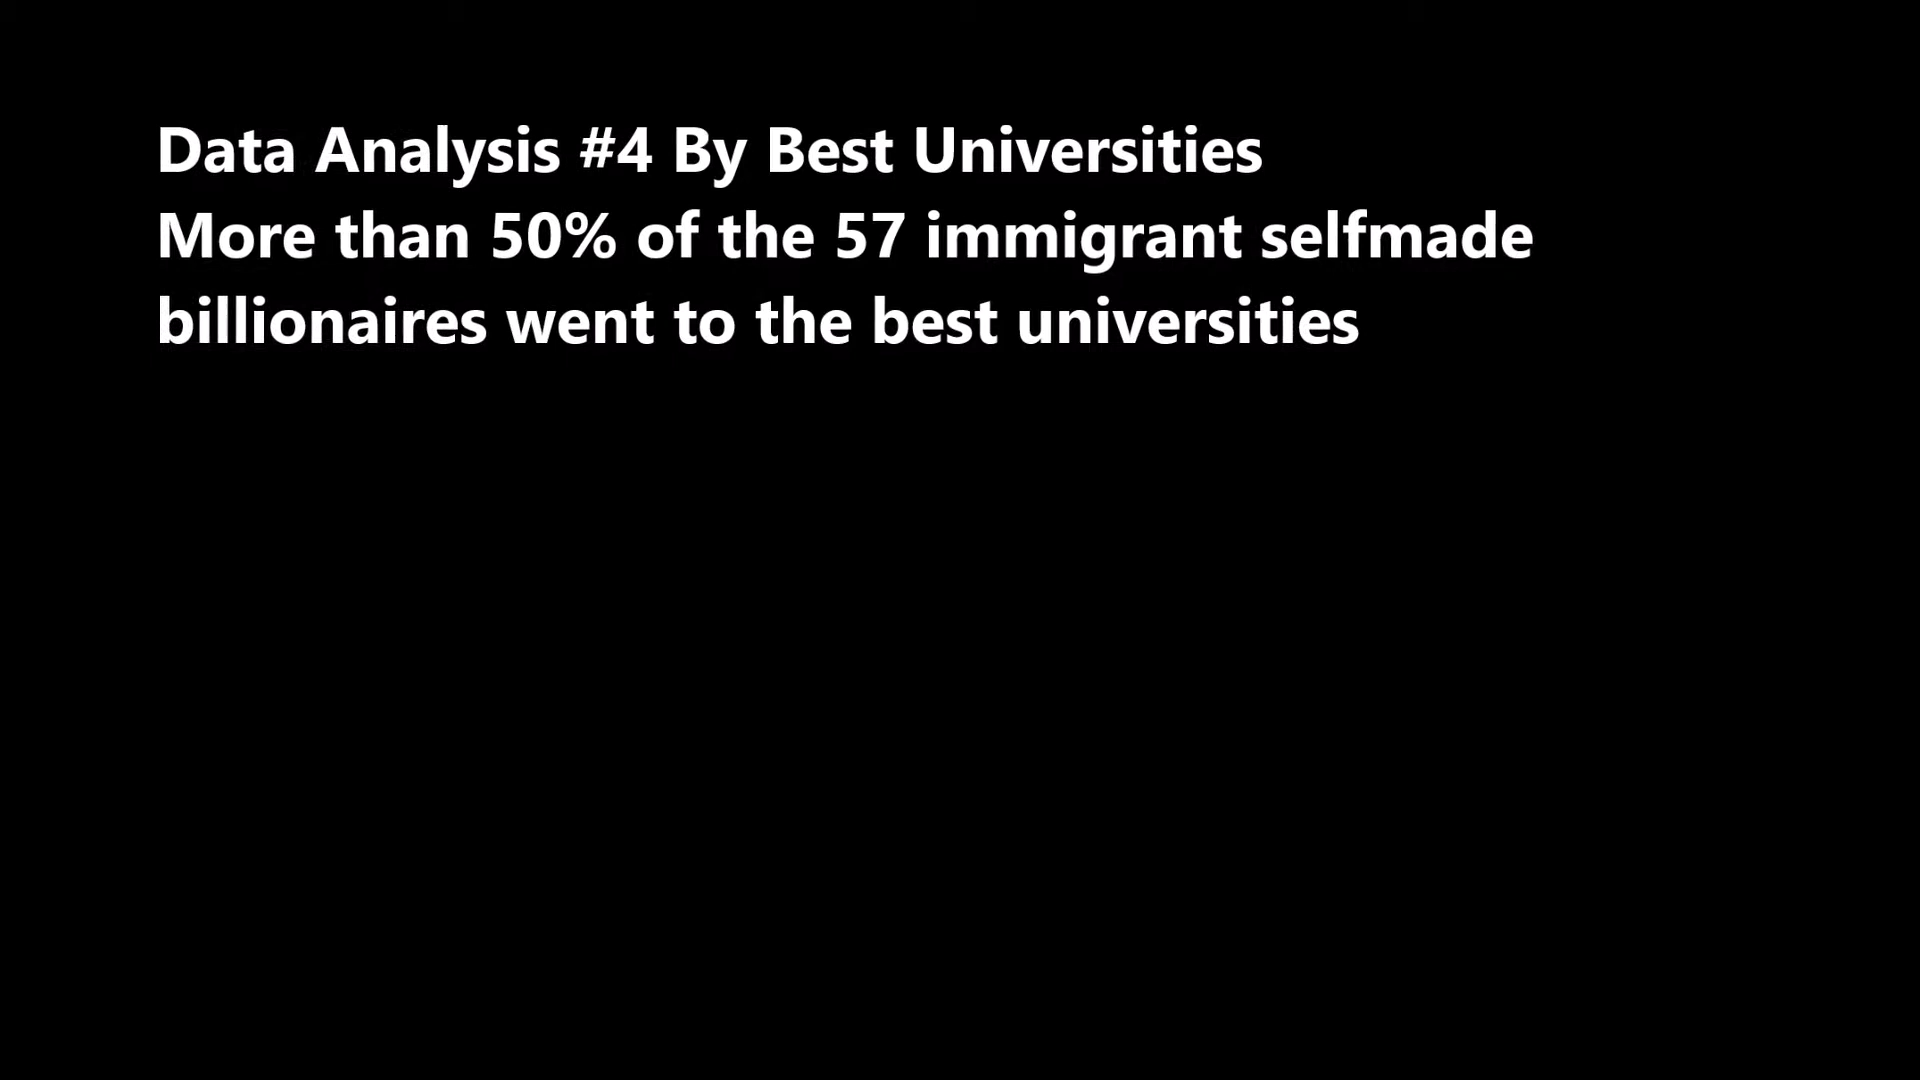 Data Analysis #4 By Best Universities
More than 50% of the 57 immigrant selfmade
billionaires went to the best universities